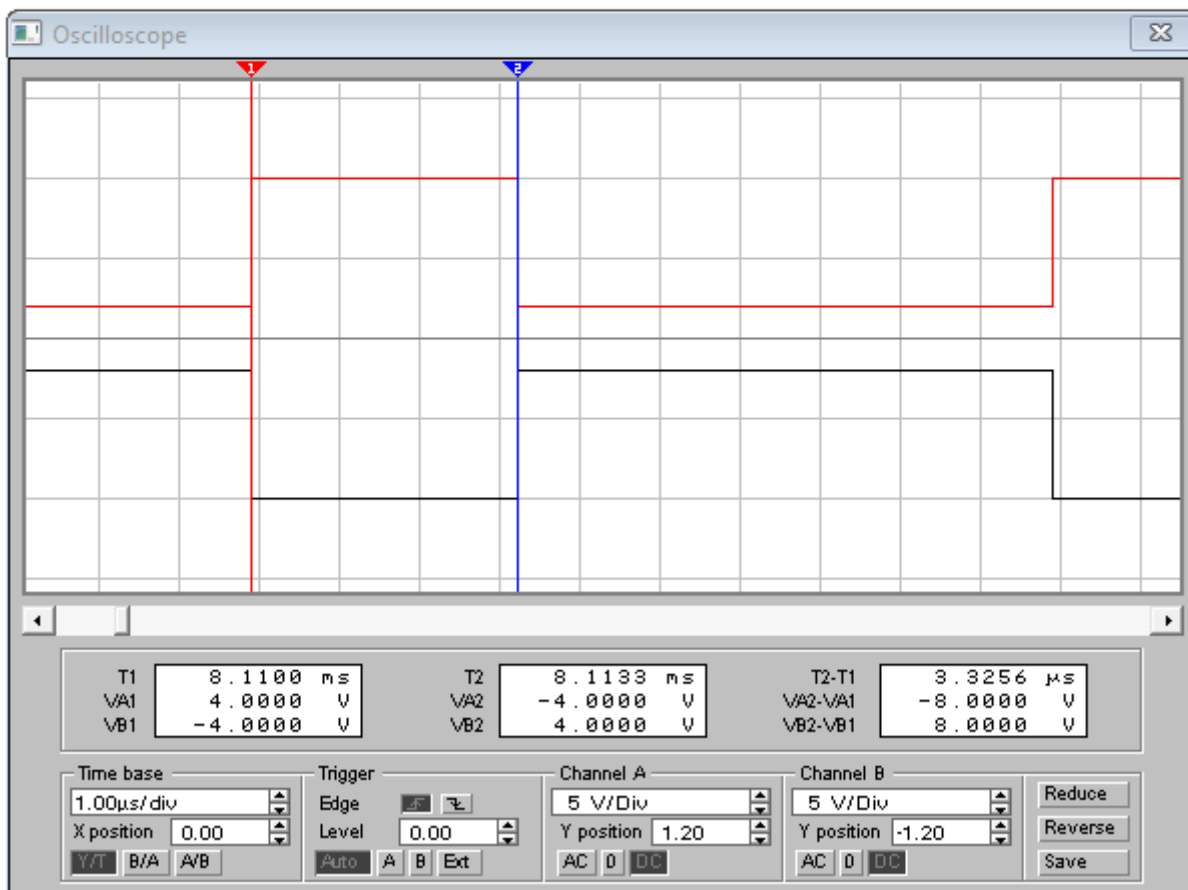 Oscilloscope
1 2
T1 8.1100 ms T2 8.1133 ms T2-T1 3.3256 µs
VA1 4.0000 V VA2 -4.0000 V VA2-VA1 -8.0000 V
VB1 -4.0000 V VB2 4.0000 V VB2-VB1 8.0000 V
Time base Trigger Channel A Channel B
1.00µs/div Edge 5 V/Div 5 V/Div Reduce
X position 0.00 Level 0.00 Y position 1.20 Y position -1.20 Reverse
Y/T B/A A/B Auto A B Ext AC 0 DC AC 0 DC Save